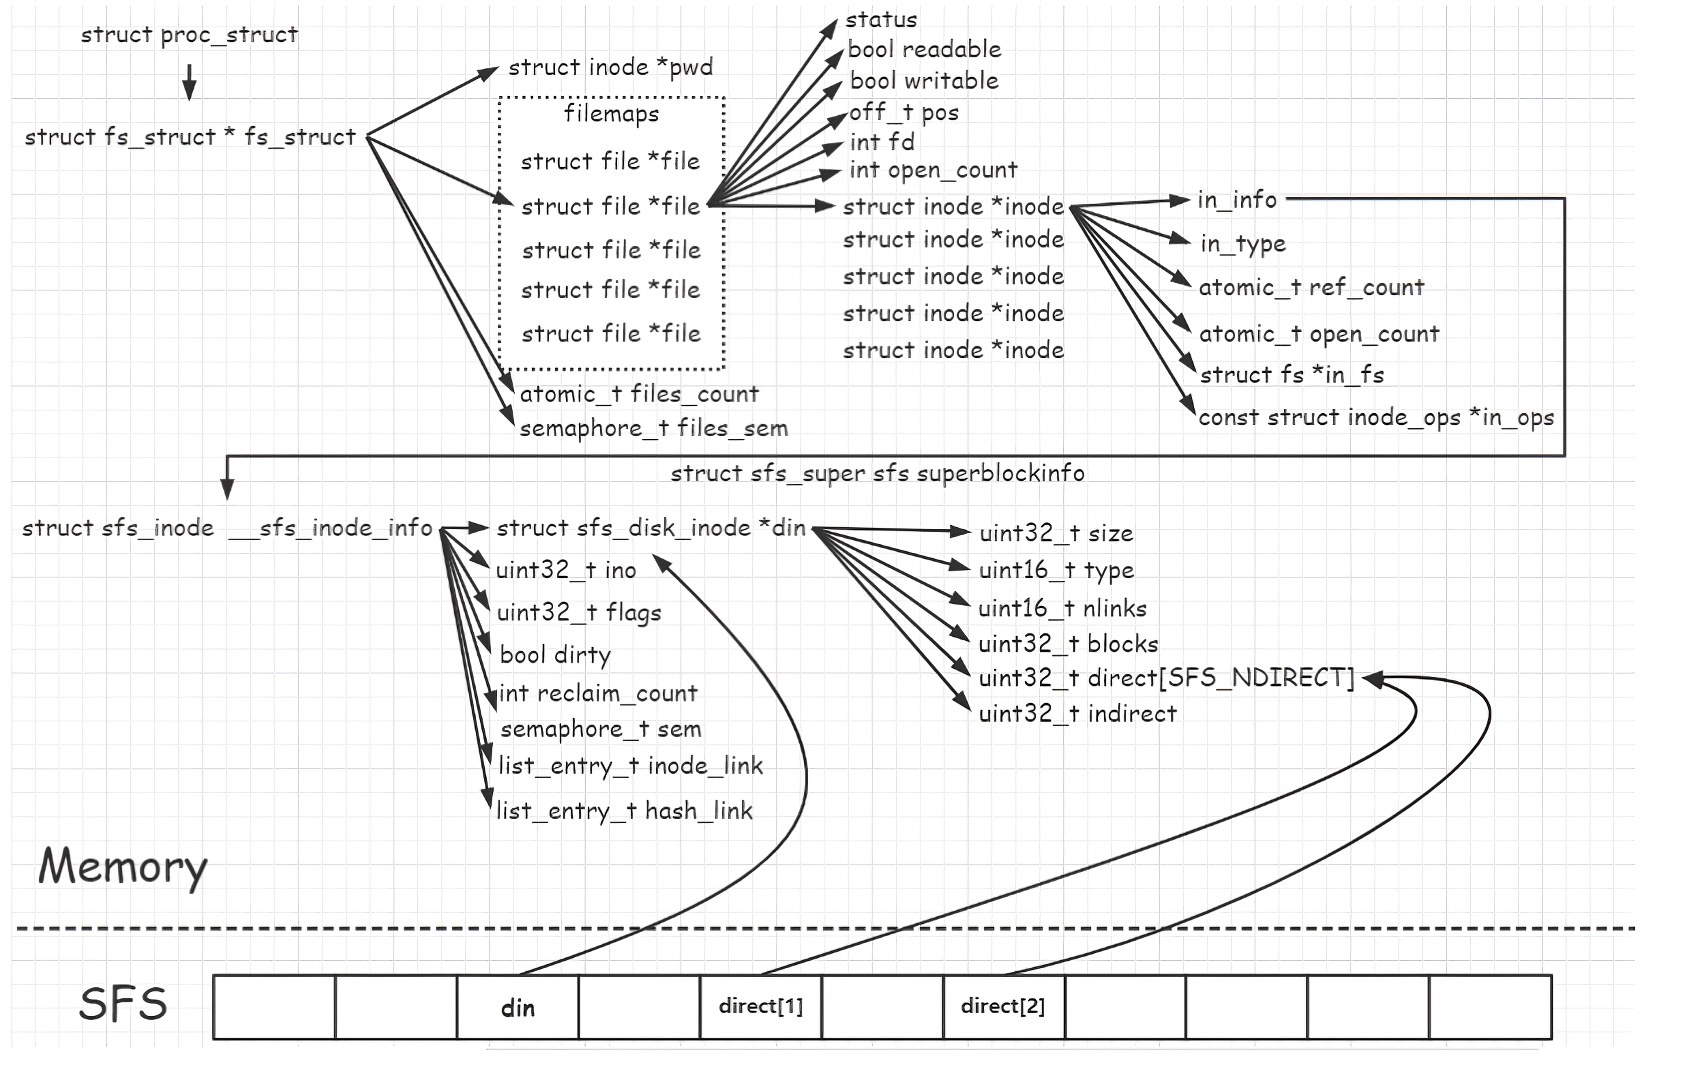 struct proc_struct
struct fs_struct * fs_struct
struct inode *pwd
filemaps
struct file *file
struct file *file
struct file *file
struct file *file
struct file *file
atomic_t files_count
semaphore_t files_sem
status
bool readable
bool writable
off_t pos
int fd
int open_count
struct inode *inode
struct inode *inode
struct inode *inode
struct inode *inode
struct inode *inode
in_info
in_type
atomic_t ref_count
atomic_t open_count
struct fs *in_fs
const struct inode_ops *in_ops
struct sfs_super sfs superblockinfo
struct sfs_inode __sfs_inode_info
struct sfs_disk_inode *din
uint32_t ino
uint32_t flags
bool dirty
int reclaim_count
semaphore_t sem
list_entry_t inode_link
list_entry_t hash_link
uint32_t size
uint16_t type
uint16_t nlinks
uint32_t blocks
uint32_t direct[SFS_NDIRECT]
uint32_t indirect
Memory
SFS
din
direct[1]
direct[2]